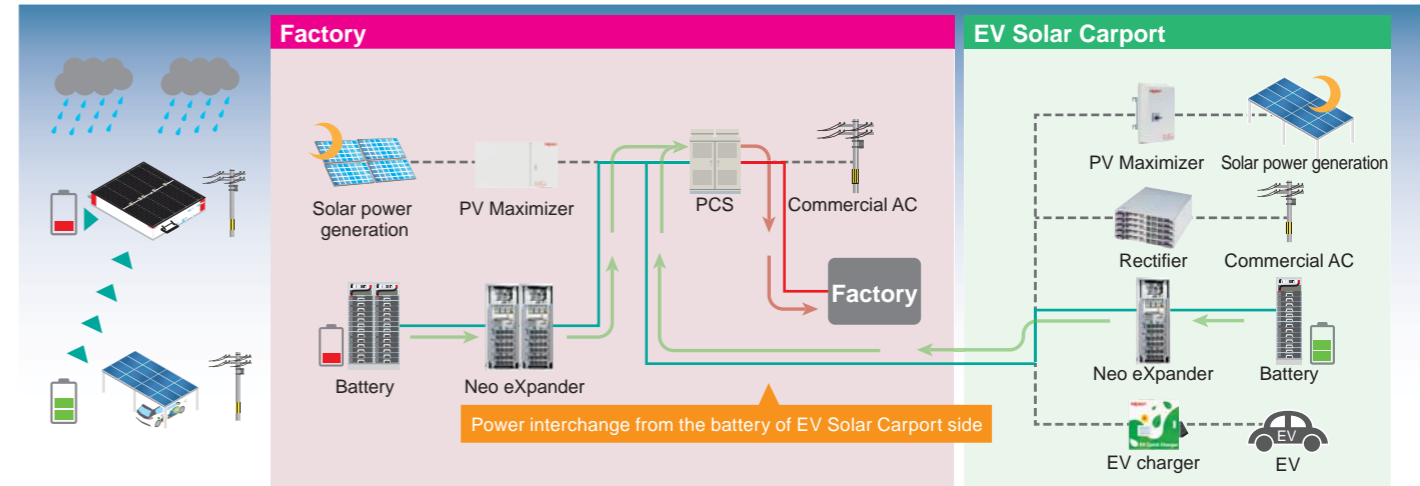 Factory
EV Solar Carport
PV Maximizer
Solar power generation
Solar power
generation
PV Maximizer
PCS
Commercial AC
Rectifier
Commercial AC
Factory
Battery
Neo eXpander
Neo eXpander
Battery
Power interchange from the battery of EV Solar Carport side
EV charger
EV
EV